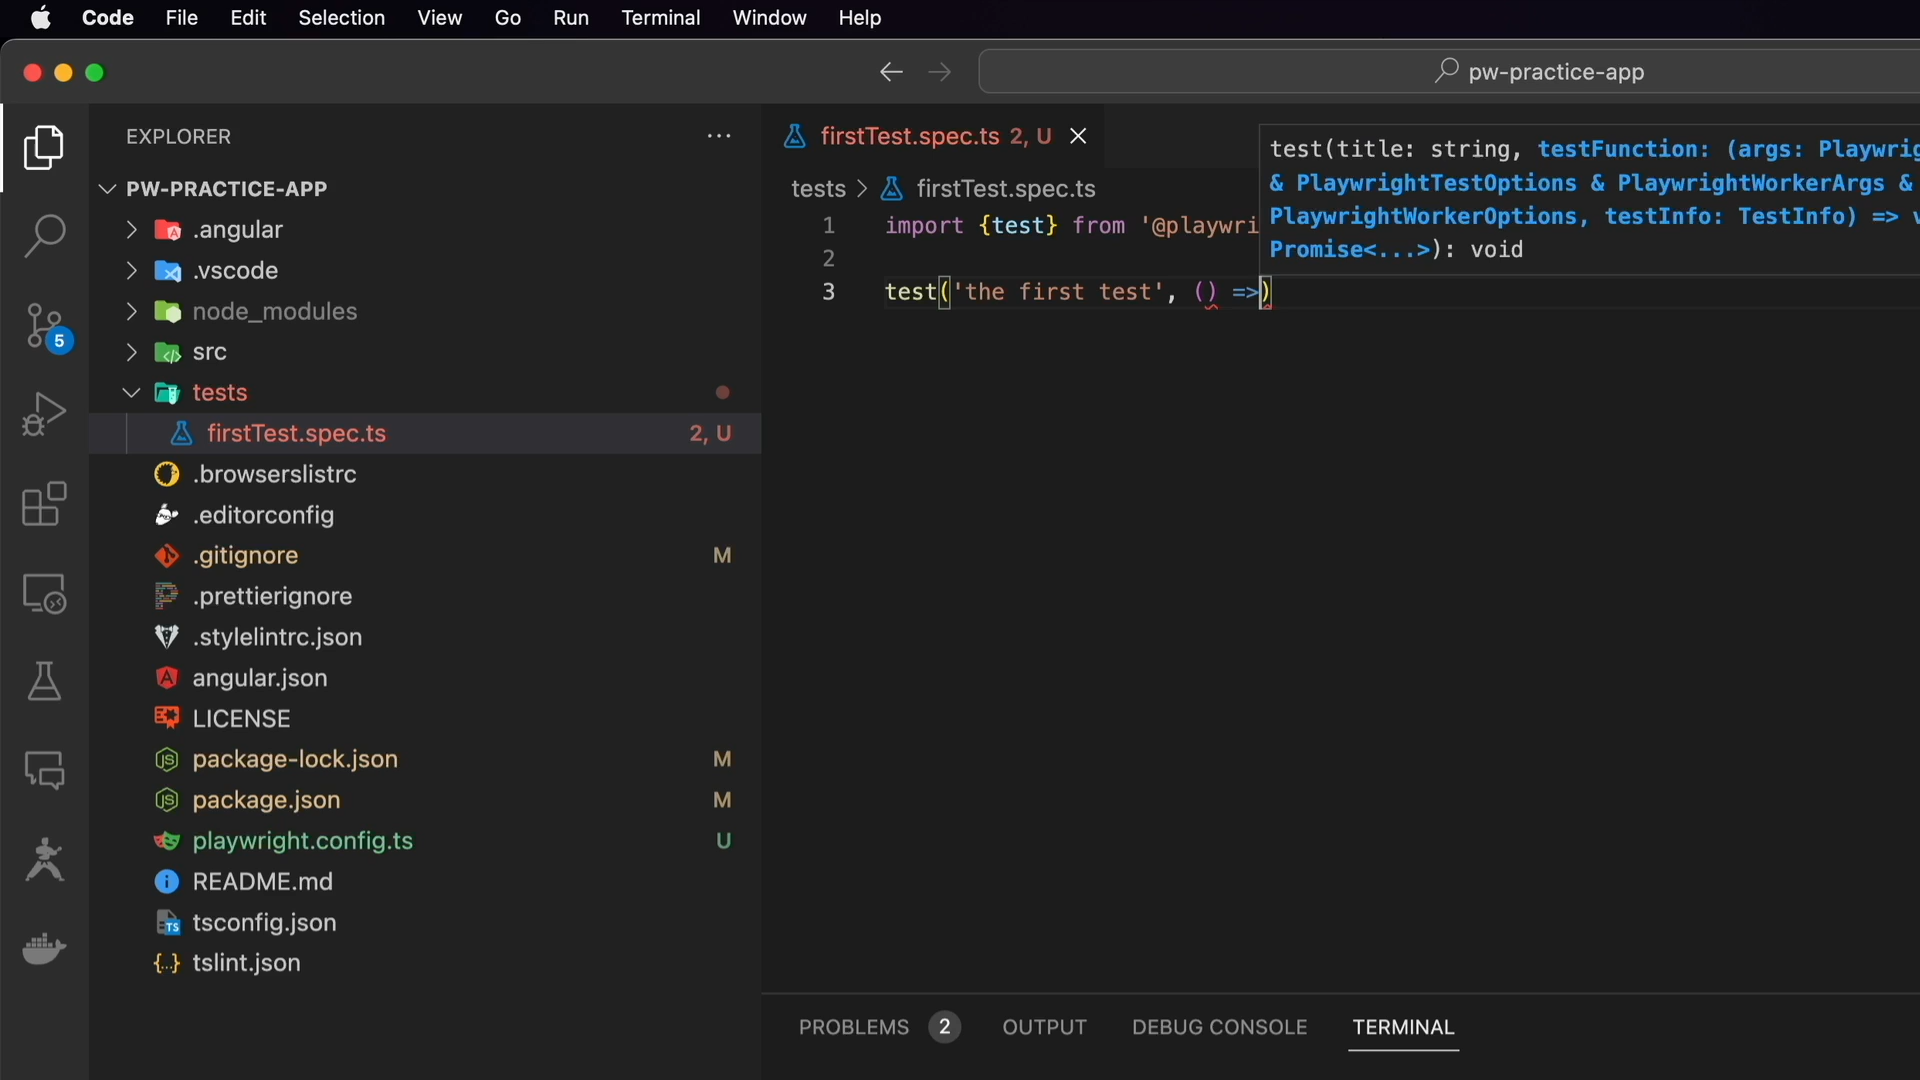 Code File Edit Selection View Go Run Terminal Window Help
pw-practice-app
EXPLORER
PW-PRACTICE-APP
.angular
.vscode
node_modules
src
tests
firstTest.spec.ts 2, U
.browserslistrc
.editorconfig
.gitignore M
.prettierignore
.stylelintrc.json
angular.json
LICENSE
package-lock.json M
package.json M
playwright.config.ts U
README.md
tsconfig.json
tslint.json
5
firstTest.spec.ts 2, U
tests > firstTest.spec.ts
1 import {test} from '@playwri
2
3 test('the first test', () =>)
test(title: string, testFunction: (args: Playwrig
& PlaywrightTestOptions & PlaywrightWorkerArgs &
PlaywrightWorkerOptions, testInfo: TestInfo) => v
Promise<...>): void
PROBLEMS 2 OUTPUT DEBUG CONSOLE TERMINAL